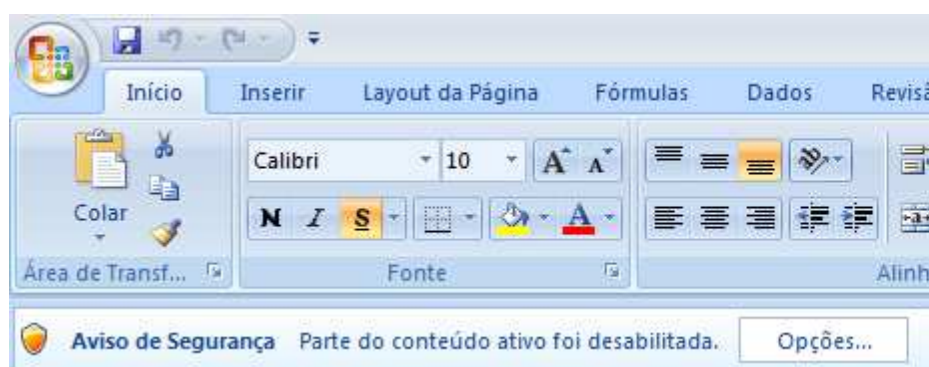 Início Inserir Layout da Página Fórmulas Dados Revisã
Calibri 10 A A
Colar N I S A
Área de Transf... Fonte Alinh
Aviso de Segurança Parte do conteúdo ativo foi desabilitada. Opções...